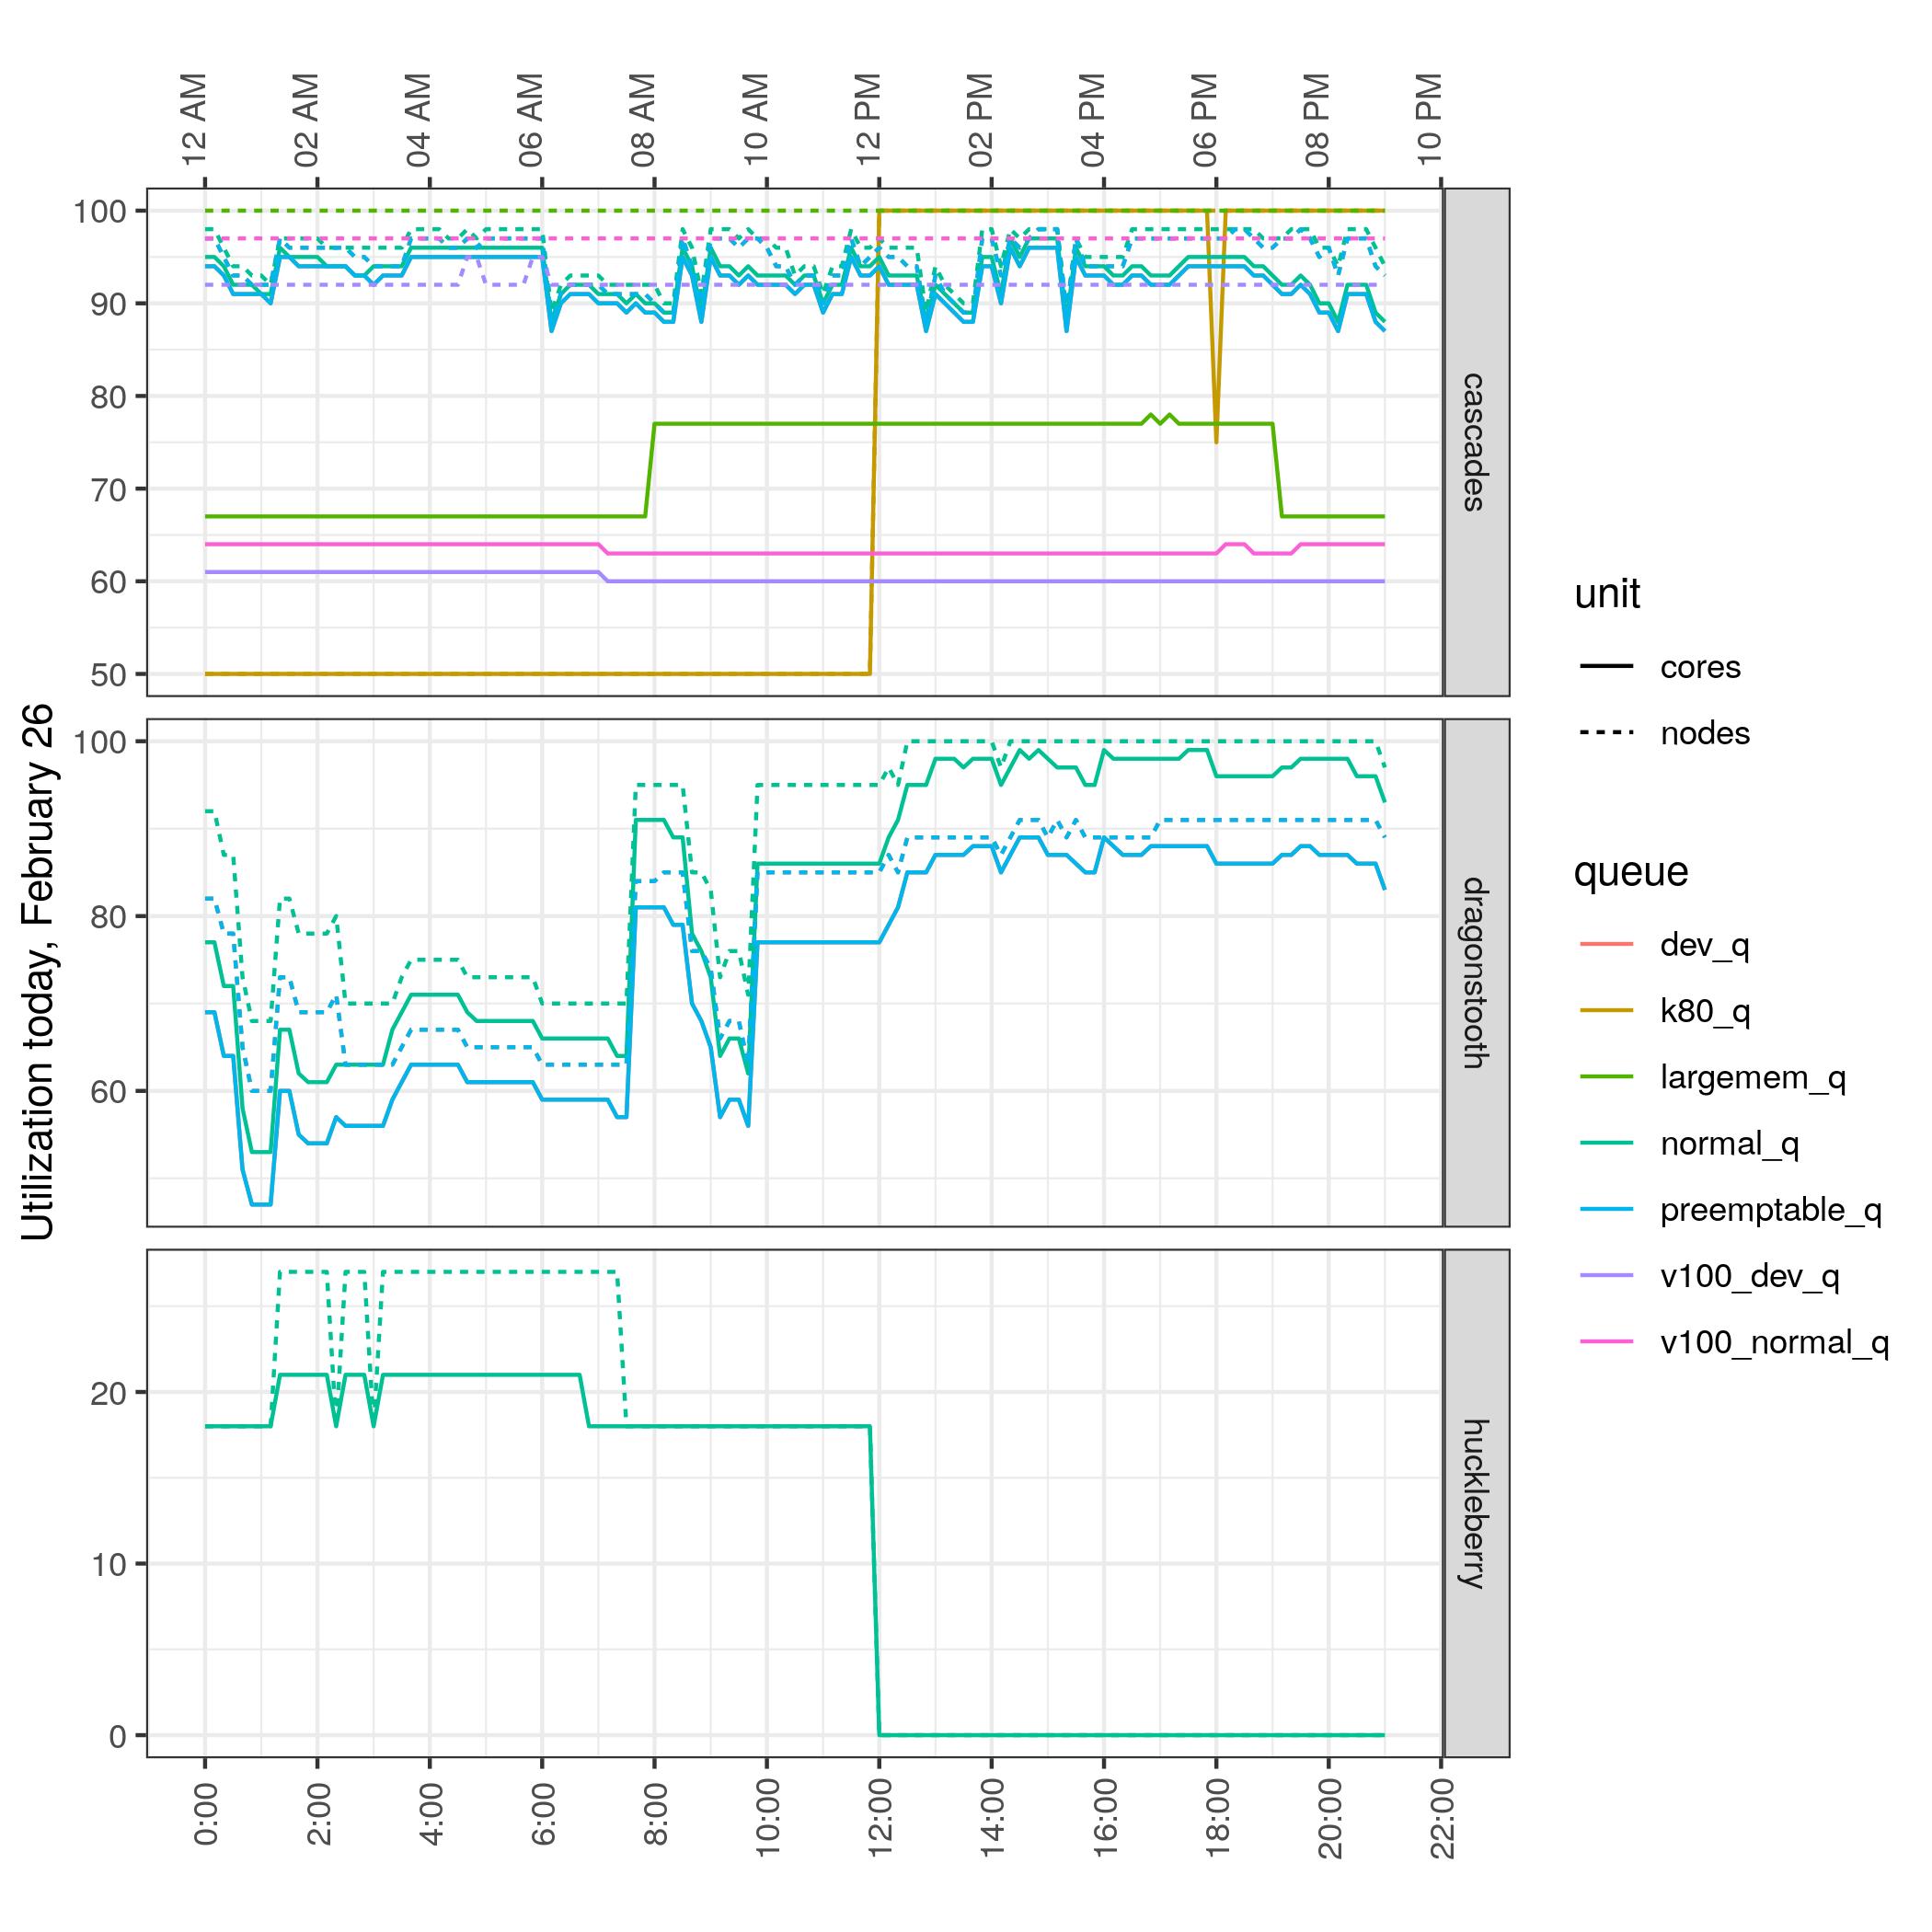 12 AM
02 AM
04 AM
06 AM
08 AM
10 AM
12 PM
02 PM
04 PM
06 PM
08 PM
10 PM
Utilization today, February 26
100
90
80
70
60
50
cascades
100
80
60
dragonstooth
20
10
0
huckleberry
0:00
2:00
4:00
6:00
8:00
10:00
12:00
14:00
16:00
18:00
20:00
22:00
unit
cores
nodes
queue
dev_q
k80_q
largemem_q
normal_q
preemptable_q
v100_dev_q
v100_normal_q